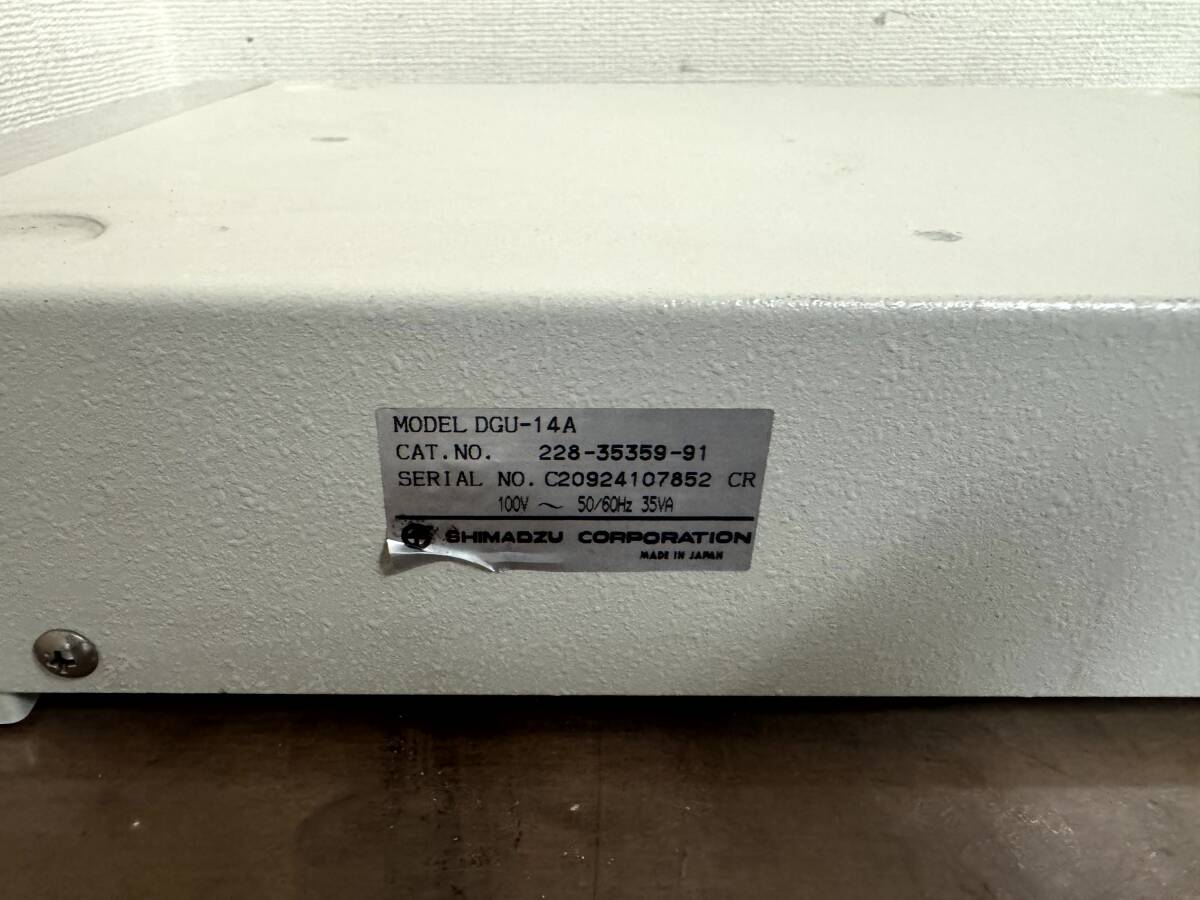 MODEL DGU-14A
CAT.NO. 228-35359-91
SERIAL NO. C20924107852 CR
100V ～ 50/60Hz 35VA
SHIMADZU CORPORATION
MADE IN JAPAN